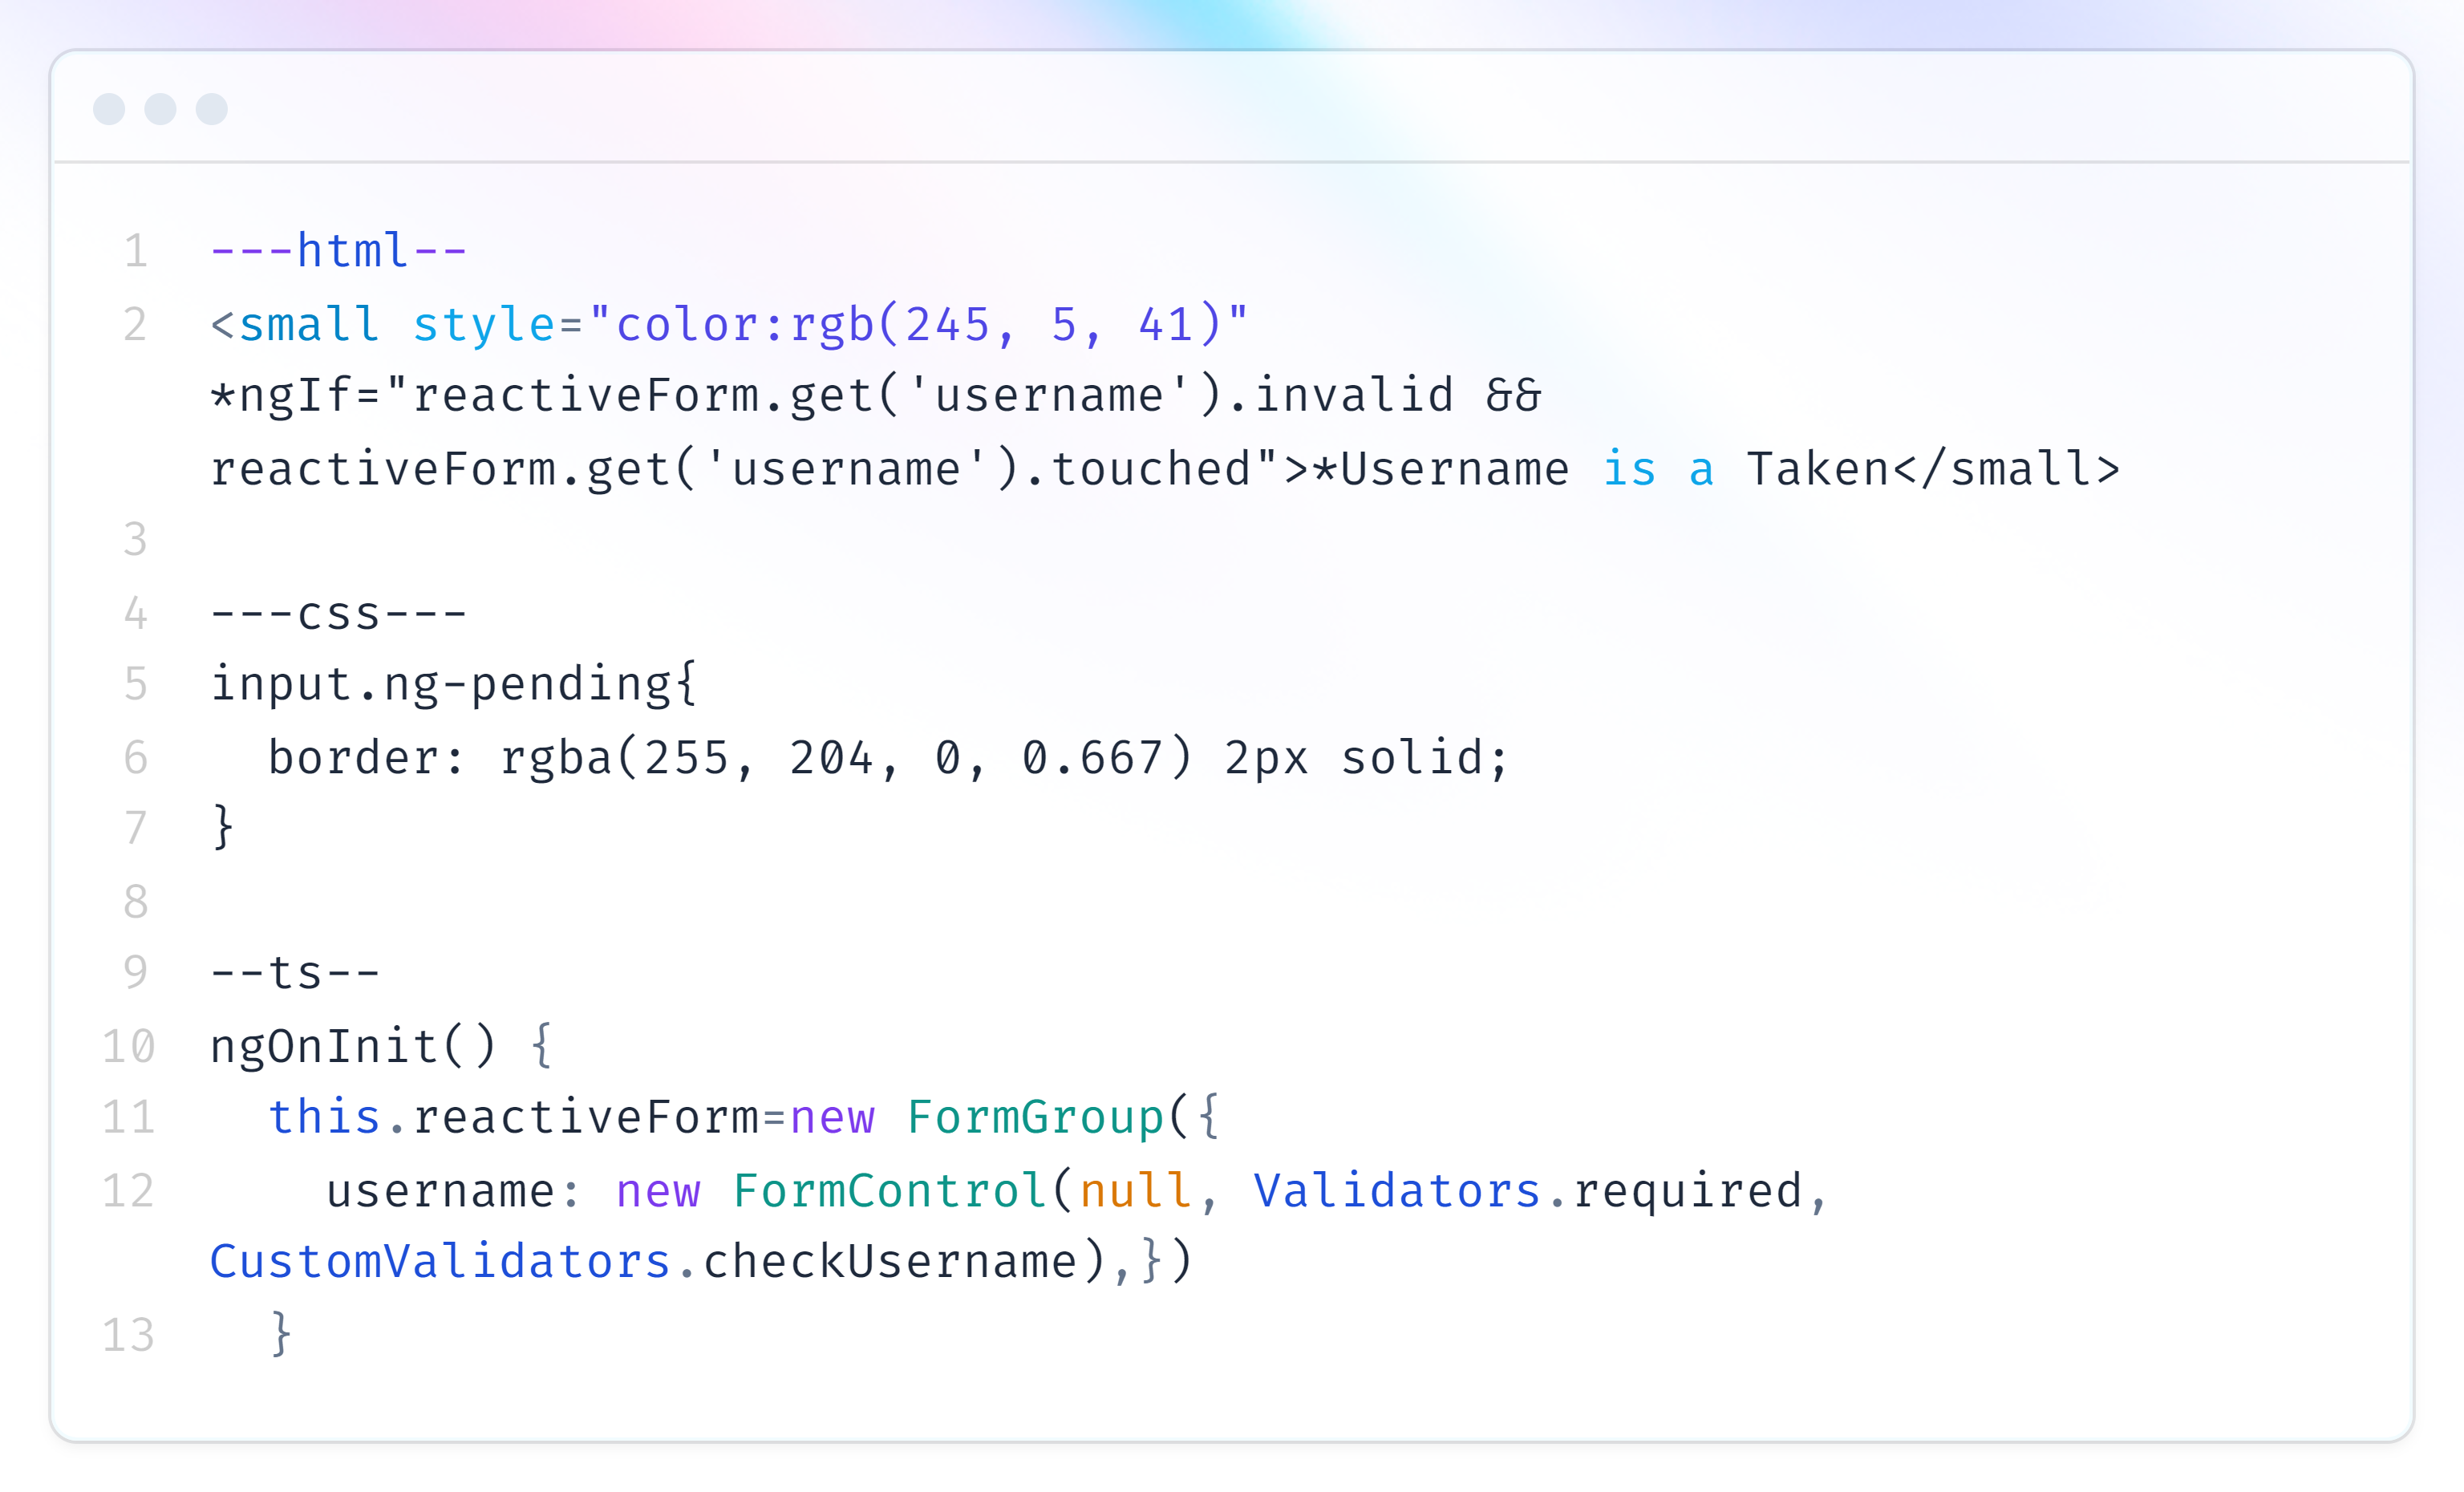 1 ---html--
2 <small style="color:rgb(245, 5, 41)"
*ngIf="reactiveForm.get('username').invalid &&
reactiveForm.get('username').touched">*Username is a Taken</small>
3
4 ---css---
5 input.ng-pending{
6   border: rgba(255, 204, 0, 0.667) 2px solid;
7 }
8
9 --ts--
10 ngOnInit() {
11   this.reactiveForm=new FormGroup({
12     username: new FormControl(null, Validators.required,
CustomValidators.checkUsername),})
13   }